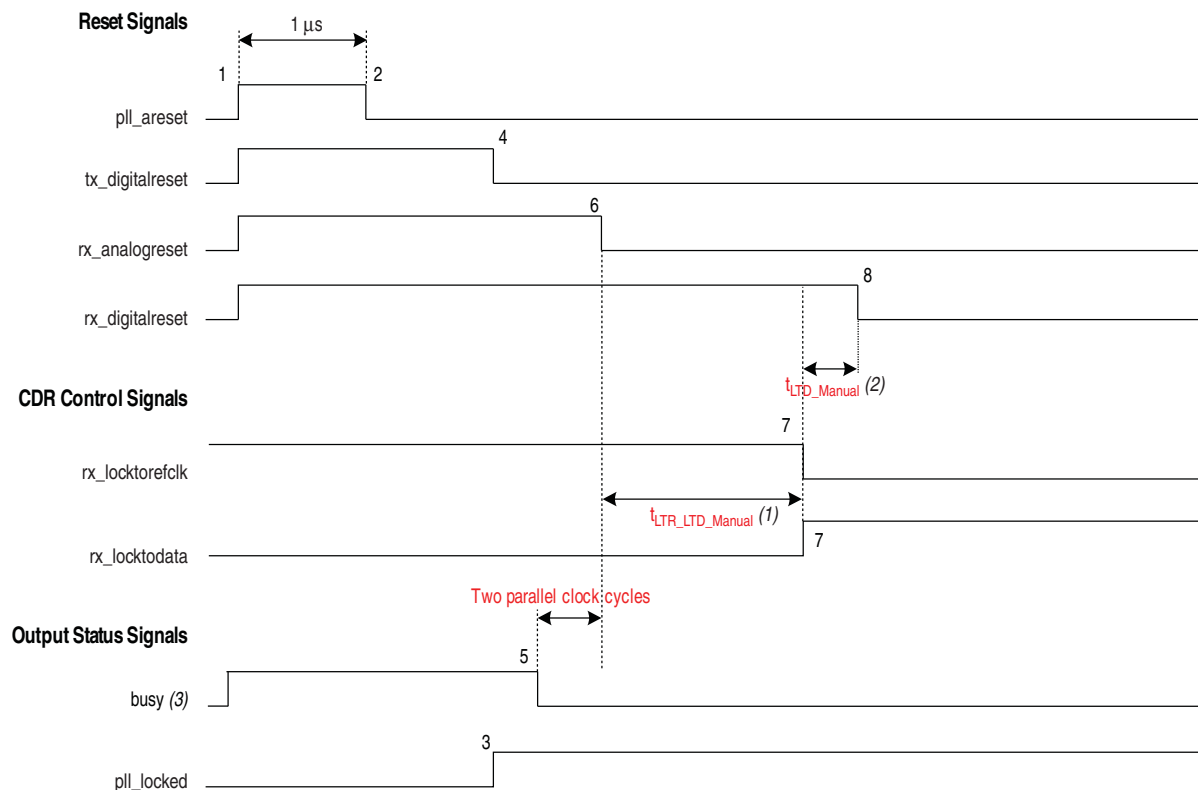 Reset Signals
1 µs
1
2
pll_areset
4
tx_digitalreset
6
rx_analogreset
8
rx_digitalreset
tLTD_Manual (2)
CDR Control Signals
7
rx_locktorefclk
tLTR_LTD_Manual (1)
7
rx_locktodata
Two parallel clock cycles
Output Status Signals
5
busy (3)
3
pll_locked